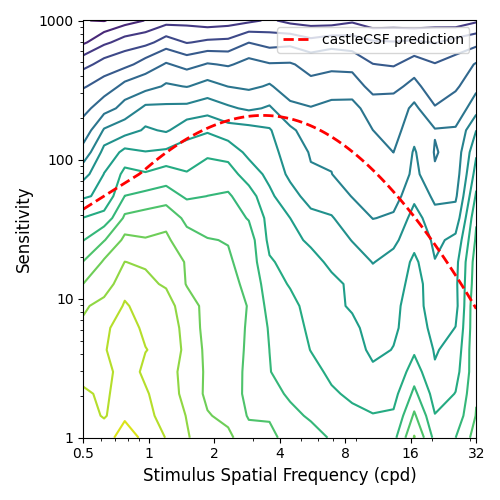 1000
castleCSF prediction
100
10
1
Sensitivity
0.5 1 2 4 8 16 32
Stimulus Spatial Frequency (cpd)